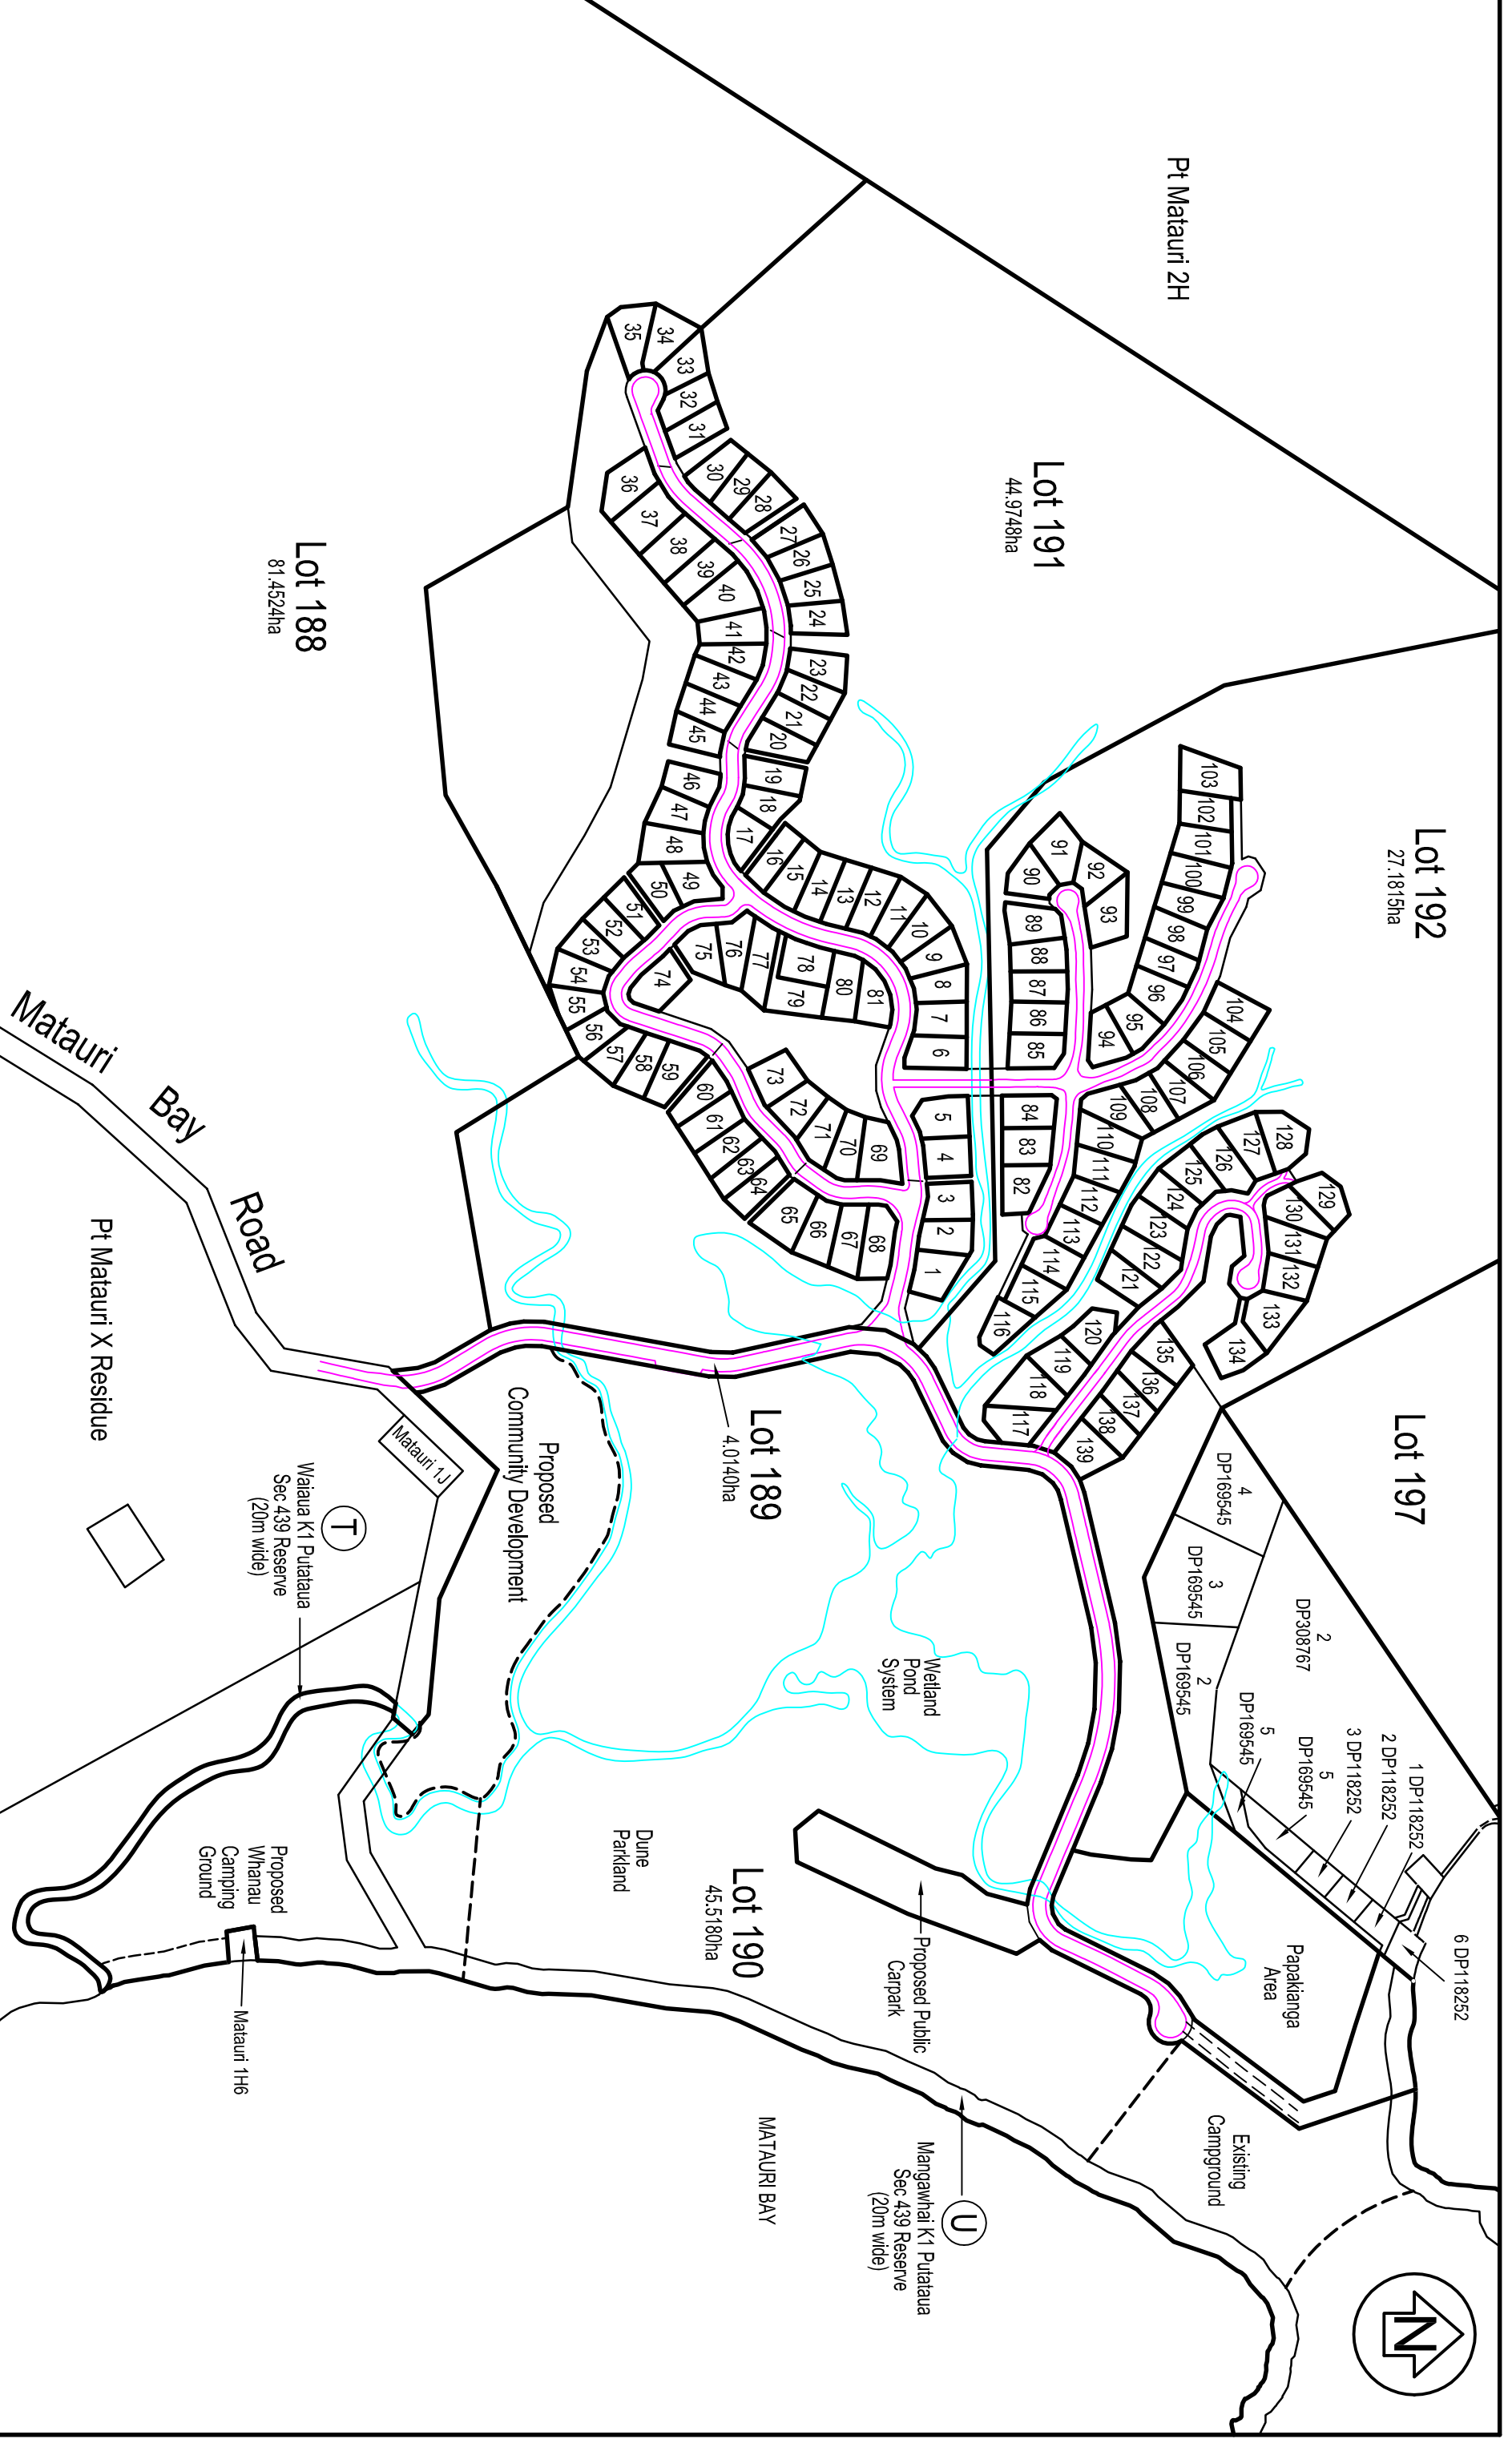 Pt Matauri 2H
Lot 191
44.9748ha
Lot 192
27.1815ha
Lot 188
81.4524ha
Lot 197
Lot 189
4.0140ha
Lot 190
45.5180ha
1
2
3
4
5
6
7
8
9
10
11
12
13
14
15
16
17
18
19
20
21
22
23
24
25
26
27
28
29
30
31
32
33
34
35
36
37
38
39
40
41
42
43
44
45
46
47
48
49
50
51
52
53
54
55
56
57
58
59
60
61
62
63
64
65
66
67
68
69
70
71
72
73
74
75
76
77
78
79
80
81
82
83
84
85
86
87
88
89
90
91
92
93
94
95
96
97
98
99
100
101
102
103
104
105
106
107
108
109
110
111
112
113
114
115
116
117
118
119
120
121
122
123
124
125
126
127
128
129
130
131
132
133
134
135
136
137
138
139
4
DP169545
3
DP169545
2
DP169545
2
DP308767
5
DP169545
5
DP169545
3 DP118252
2 DP118252
1 DP118252
6 DP118252
Papakianga
Area
Existing
Campground
Wetland
Pond
System
Proposed Public
Carpark
Dune
Parkland
Proposed
Community Development
Matauri 1J
Matauri Bay Road
Pt Matauri X Residue
T
Waiaua K1 Putataua
Sec 439 Reserve
(20m wide)
Proposed
Whanau
Camping
Ground
Matauri 1H6
MATAURI BAY
U
Mangawhai K1 Putataua
Sec 439 Reserve
(20m wide)
N